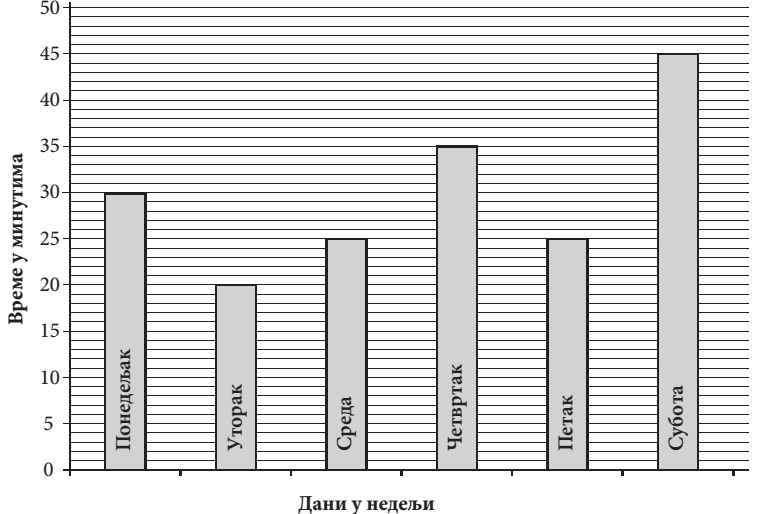 50
45
40
35
30
25
20
15
10
5
0
Време у минутима
Понедељак
Уторак
Среда
Четвртак
Петак
Субота
Дани у недељи